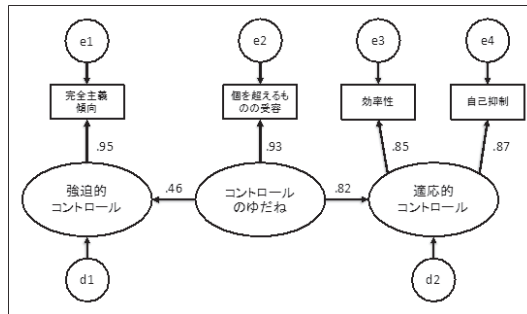 e1
e2
e3
e4
完全主義
傾向
個を超えるも
のの受容
効率性
自己抑制
.95
.93
.85
.87
強迫的
コントロール
.46
コントロール
のゆだね
.82
適応的
コントロール
d1
d2